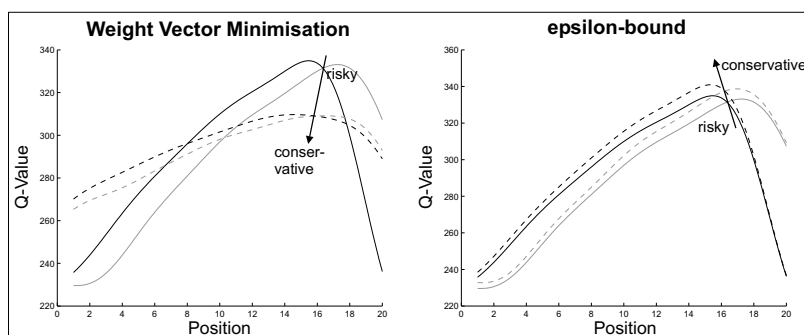 Weight Vector Minimisation
340
320
300
280
260
240
220
0 2 4 6 8 10 12 14 16 18 20
Q-Value
Position
risky
conser-
vative
epsilon-bound
360
340
320
300
280
260
240
220
0 2 4 6 8 10 12 14 16 18 20
Q-Value
Position
conservative
risky